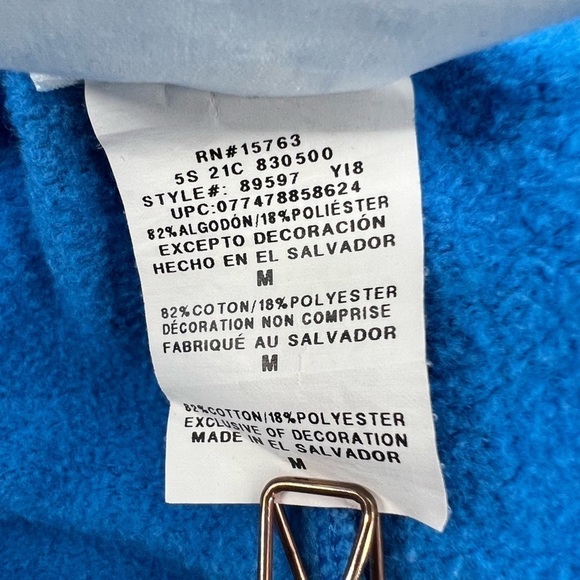 RN#15763
5S 21C 830500
STYLE#: 89597 YI8
UPC:077478858624
82%ALGODÓN/18%POLIÉSTER
EXCEPTO DECORACIÓN
HECHO EN EL SALVADOR
M
82%COTON/18%POLYESTER
DÉCORATION NON COMPRISE
FABRIQUÉ AU SALVADOR
M
82%COTTON/18%POLYESTER
EXCLUSIVE OF DECORATION
MADE IN EL SALVADOR
M